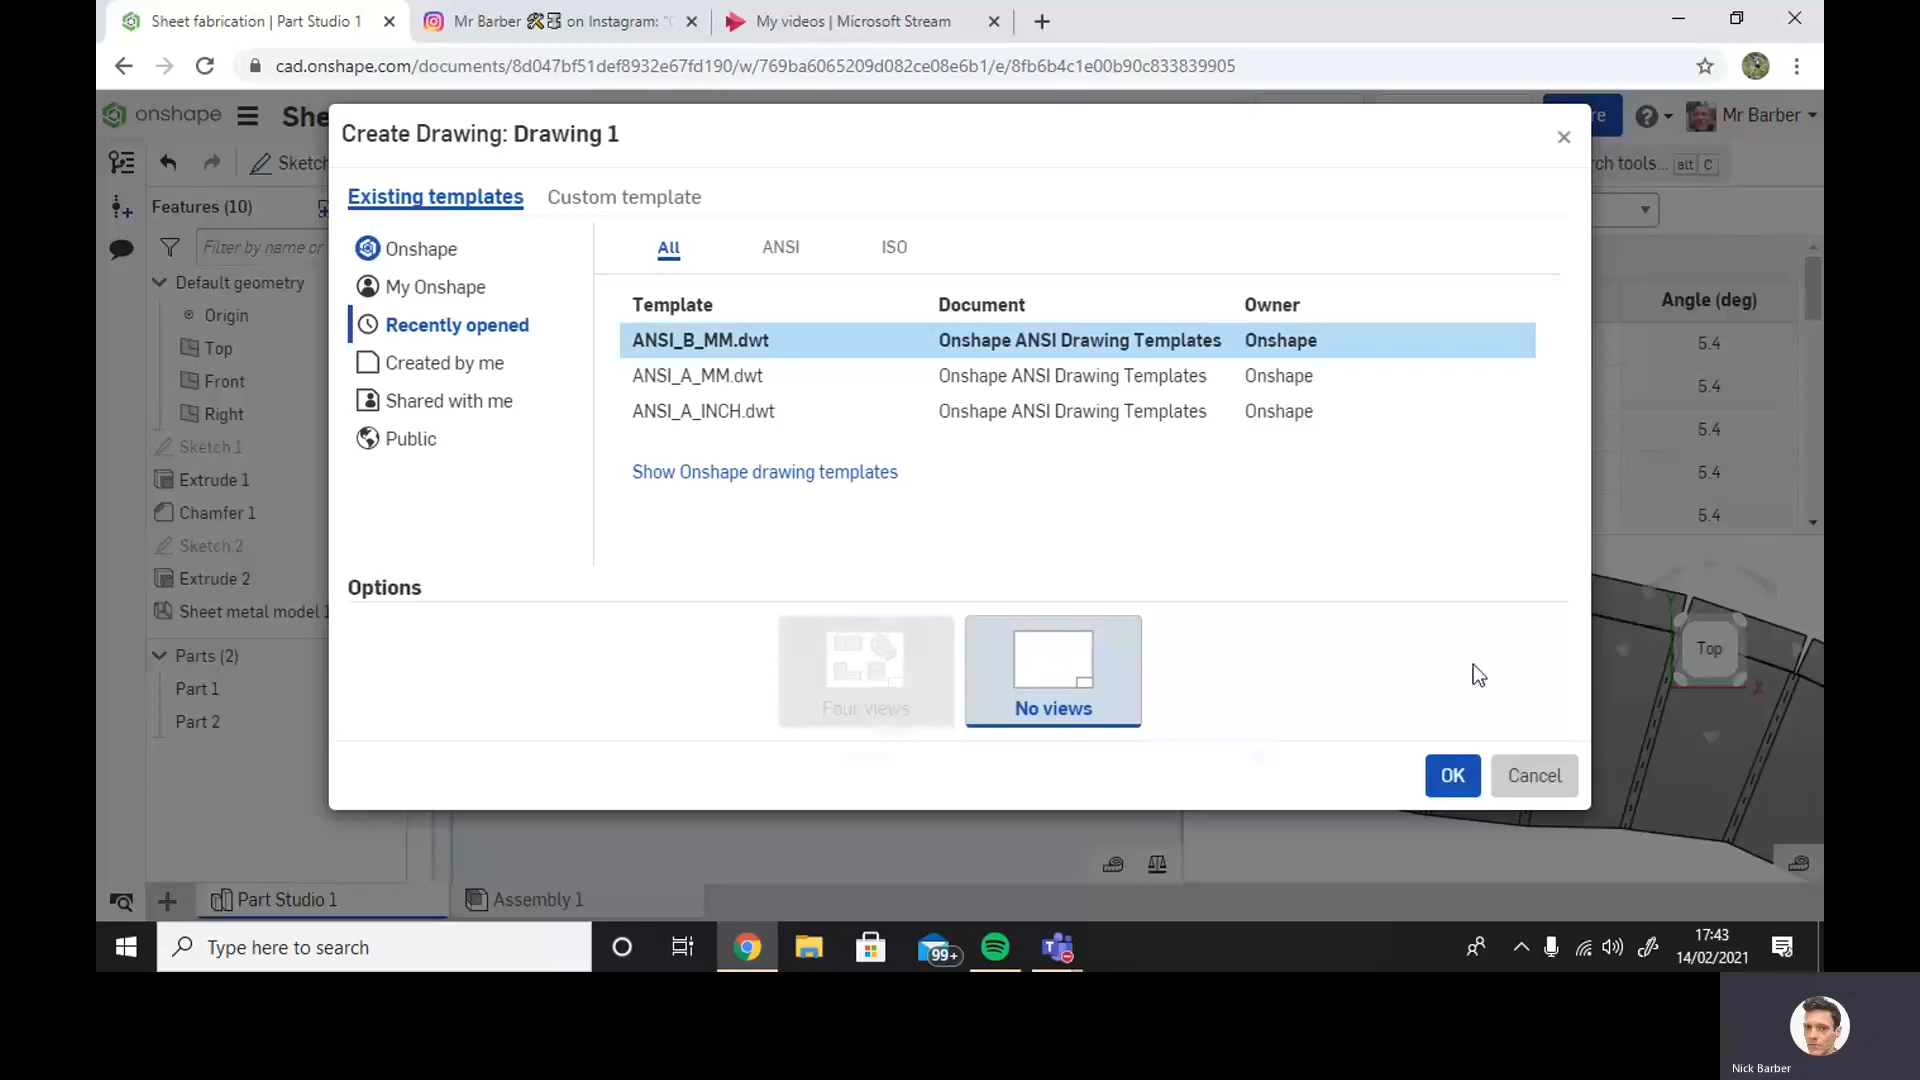 Sheet fabrication | Part Studio 1
Mr Barber on Instagram: "
My videos | Microsoft Stream
cad.onshape.com/documents/8d047bf51def8932e67fd190/w/769ba6065209d082ce08e6b1/e/8fb6b4c1e00b90c833839905
onshape
Shee
Mr Barber
Create Drawing: Drawing 1
Sketch
ch tools... alt C
Existing templates
Custom template
Features (10)
Filter by name or
Onshape
My Onshape
Recently opened
Created by me
Shared with me
Public
All
ANSI
ISO
Template Document Owner
ANSI_B_MM.dwt Onshape ANSI Drawing Templates Onshape
ANSI_A_MM.dwt Onshape ANSI Drawing Templates Onshape
ANSI_A_INCH.dwt Onshape ANSI Drawing Templates Onshape
Show Onshape drawing templates
Default geometry
Origin
Top
Front
Right
Sketch 1
Extrude 1
Chamfer 1
Sketch 2
Extrude 2
Sheet metal model 1
Parts (2)
Part 1
Part 2
Angle (deg)
5.4
5.4
5.4
5.4
5.4
Options
Four views
No views
OK
Cancel
Top
X
Part Studio 1
Assembly 1
Type here to search
99+
17:43
14/02/2021
Nick Barber